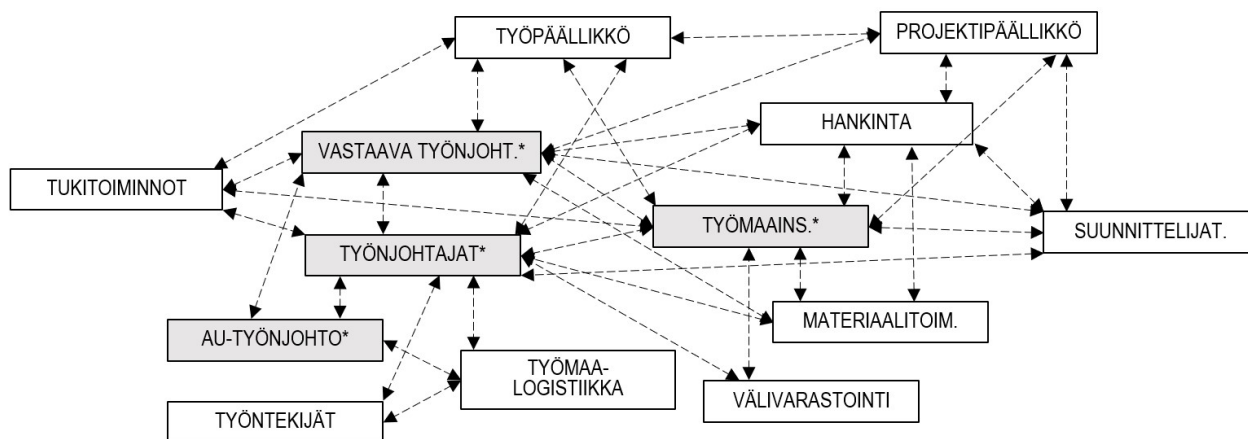 TYÖPÄÄLLIKKÖ
PROJEKTIPÄÄLLIKKÖ
HANKINTA
VASTAAVA TYÖNJOHT.*
TUKITOIMINNOT
TYÖMAAINS.*
SUUNNITTELIJAT.
TYÖNJOHTAJAT*
MATERIAALITOIM.
AU-TYÖNJOHTO*
TYÖMAA-
LOGISTIIKKA
VÄLIVARASTOINTI
TYÖNTEKIJÄT